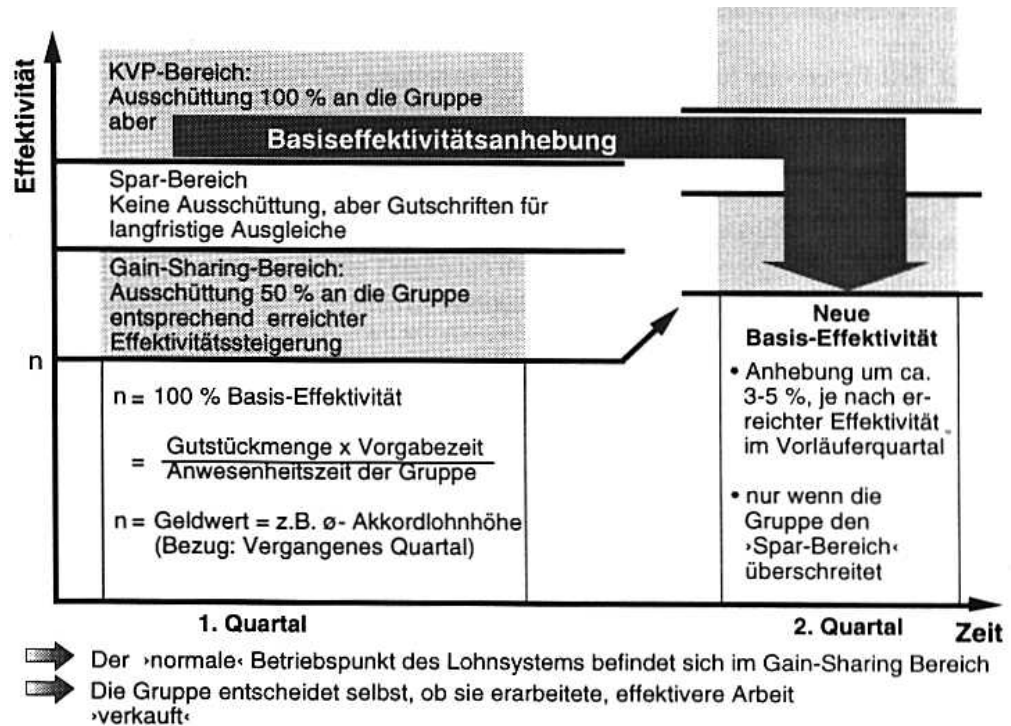 Effektivität
KVP-Bereich:
Ausschüttung 100 % an die Gruppe
aber
Basiseffektivitätsanhebung
Spar-Bereich
Keine Ausschüttung, aber Gutschriften für
langfristige Ausgleiche
Gain-Sharing-Bereich:
Ausschüttung 50 % an die Gruppe
entsprechend erreichter
Effektivitätssteigerung
n
n = 100 % Basis-Effektivität
= Gutstückmenge x Vorgabezeit
Anwesenheitszeit der Gruppe
n = Geldwert = z.B. ø- Akkordlohnhöhe
(Bezug: Vergangenes Quartal)
Neue
Basis-Effektivität
• Anhebung um ca.
3-5 %, je nach er-
reichter Effektivität
im Vorläuferquartal
• nur wenn die
Gruppe den
›Spar-Bereich‹
überschreitet
1. Quartal
2. Quartal
Zeit
Der ›normale‹ Betriebspunkt des Lohnsystems befindet sich im Gain-Sharing Bereich
Die Gruppe entscheidet selbst, ob sie erarbeitete, effektivere Arbeit
›verkauft‹